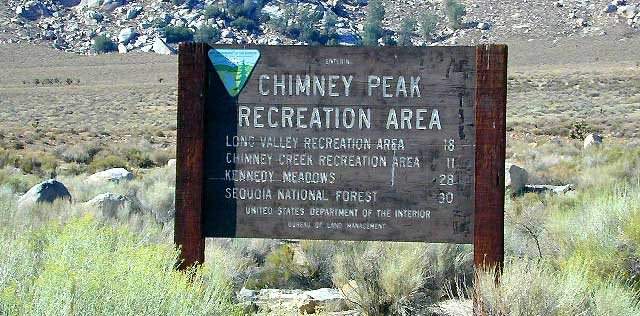 ENTERING
CHIMNEY PEAK
RECREATION AREA
LONG VALLEY RECREATION AREA 18
CHIMNEY CREEK RECREATION AREA 11
KENNEDY MEADOWS 28
SEQUOIA NATIONAL FOREST 30
UNITED STATES DEPARTMENT OF THE INTERIOR
BUREAU OF LAND MANAGEMENT